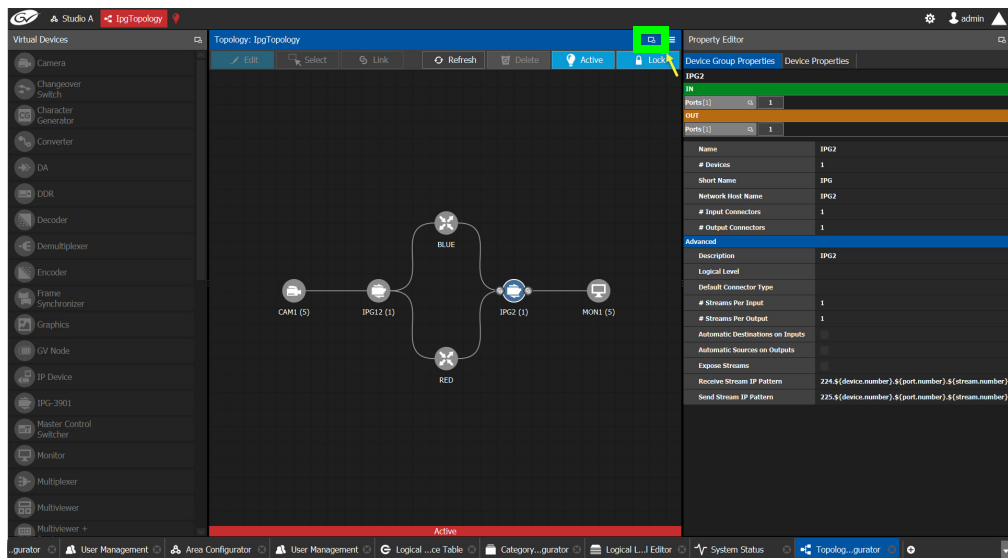 GV Studio A IpgTopology admin
Virtual Devices
Camera
Changeover
Switch
CG Character
Generator
Converter
DA
DDR
Decoder
Demultiplexer
Encoder
Frame
Synchronizer
Graphics
GV Node
IP Device
IPG-3901
Master Control
Switcher
Monitor
Multiplexer
Multiviewer
Multiviewer +
Topology: IpgTopology
Edit Select Link Refresh Delete Active Lock
BLUE
CAM1 (5) IPG12 (1) IPG2 (1) MON1 (5)
RED
Active
Property Editor
Device Group Properties Device Properties
IPG2
IN
Ports[1] 1
OUT
Ports[1] 1
Name IPG2
# Devices 1
Short Name IPG
Network Host Name IPG2
# Input Connectors 1
# Output Connectors 1
Advanced
Description IPG2
Logical Level
Default Connector Type
# Streams Per Input 1
# Streams Per Output 1
Automatic Destinations on Inputs
Automatic Sources on Outputs
Expose Streams
Receive Stream IP Pattern 224.${device.number}.${port.number}.${stream.number}
Send Stream IP Pattern 225.${device.number}.${port.number}.${stream.number}
...gurator User Management Area Configurator User Management Logical ...ce Table Category...gurator Logical L...l Editor System Status Topolog...gurator